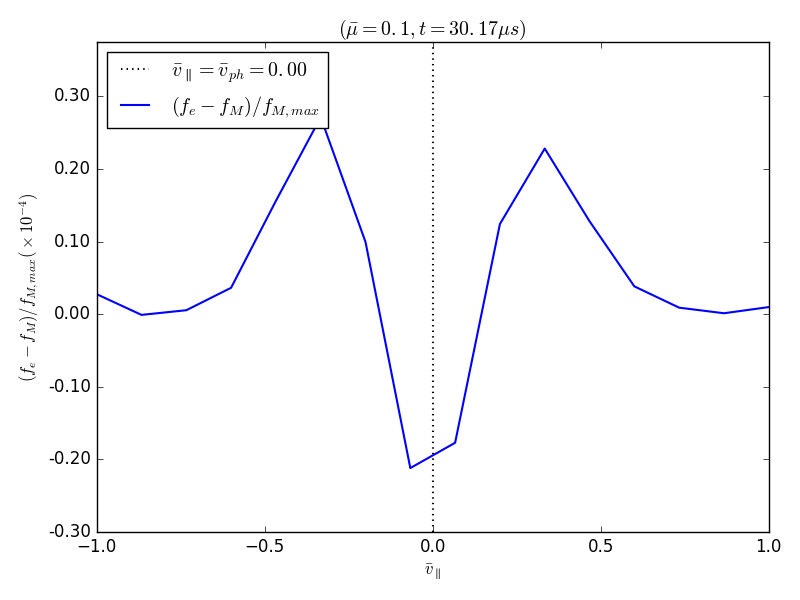 (μ̄ = 0.1, t = 30.17μs)
v̄∥ = v̄ph = 0.00
(fe − fM)/fM,max
(fe − fM)/fM,max(×10⁻⁴)
0.30
0.20
0.10
0.00
-0.10
-0.20
-0.30
−1.0 −0.5 0.0 0.5 1.0
v̄∥